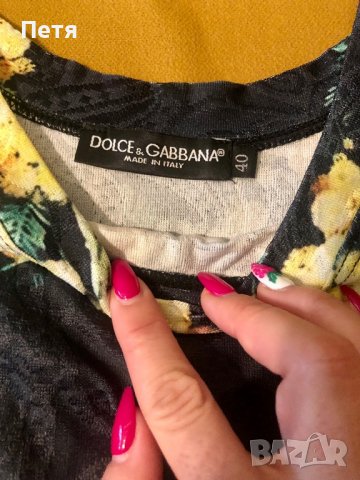 Петя
DOLCE & GABBANA®
MADE IN ITALY
40
BAZAR